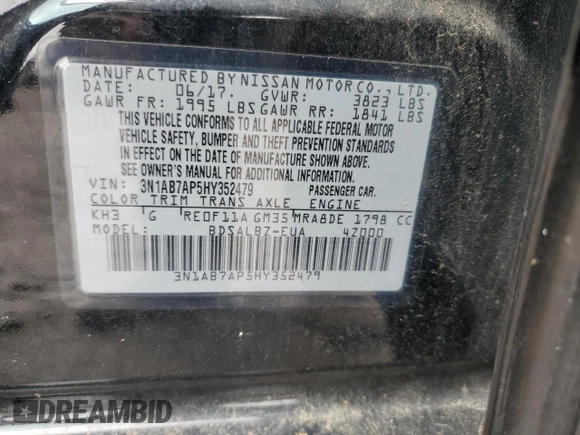 MANUFACTURED BY NISSAN MOTOR CO., LTD.
DATE: 06/17. GVWR: 3823 LBS
GAWR FR: 1995 LBS GAWR RR: 1841 LBS
THIS VEHICLE CONFORMS TO ALL APPLICABLE FEDERAL MOTOR
VEHICLE SAFETY, BUMPER AND THEFT PREVENTION STANDARDS
IN EFFECT ON THE DATE OF MANUFACTURE SHOWN ABOVE.
SEE OWNERS MANUAL FOR MORE INFORMATION.
VIN: 3N1AB7AP5HY352479 PASSENGER CAR.
COLOR TRIM TRANS AXLE ENGINE
KH3 G RE0F11A GM35 MRA8DE 1798 CC
MODEL: BDSALBZ-EUA 42000
3N1AB7AP5HY352479
DREAMBID